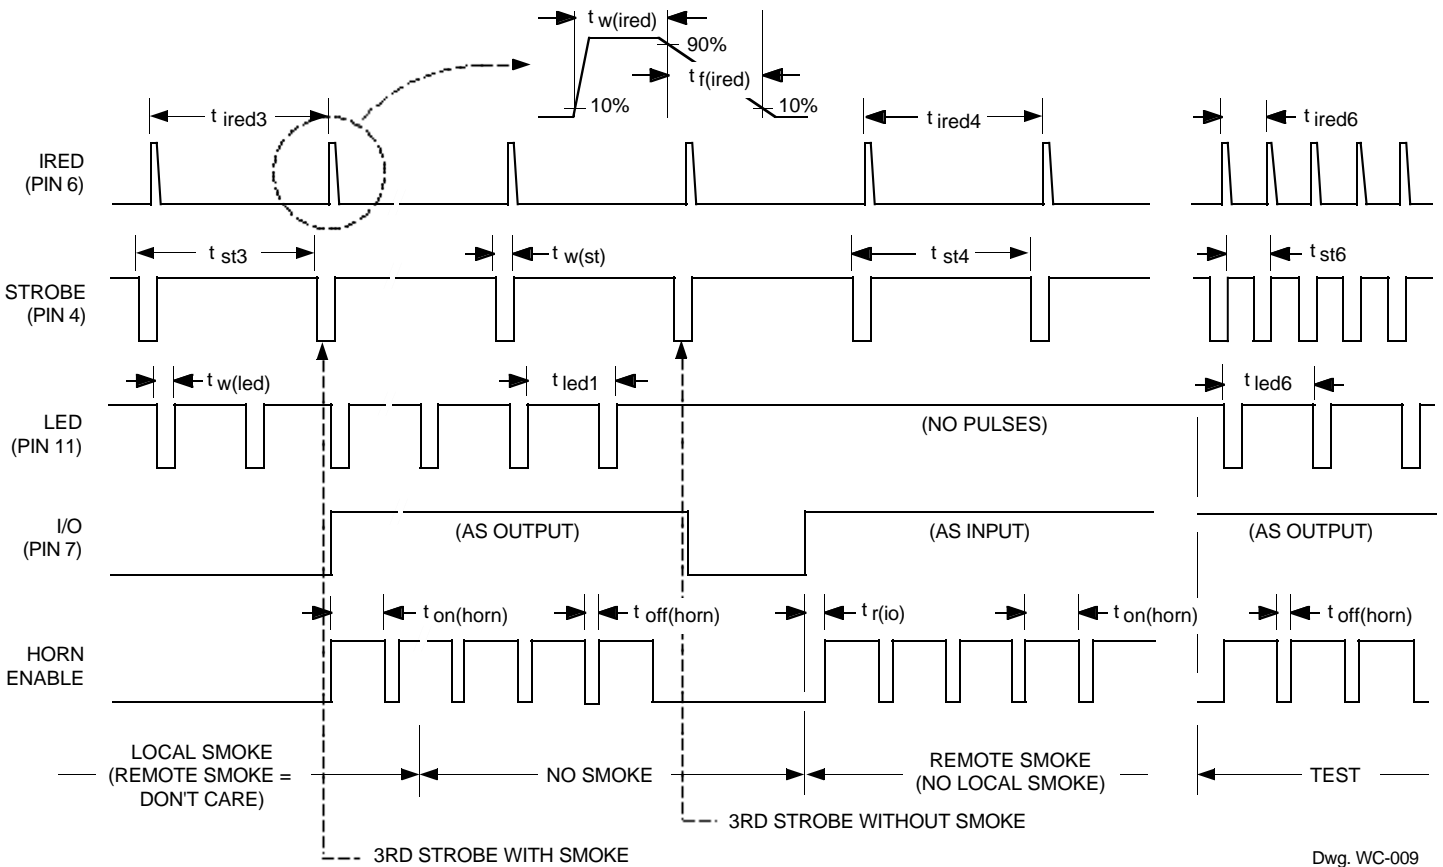 t w(ired)
90%
t f(ired)
10%
10%
t ired3
t ired4
t ired6
IRED
(PIN 6)
t st3
t w(st)
t st4
t st6
STROBE
(PIN 4)
t w(led)
t led1
t led6
LED
(PIN 11)
(NO PULSES)
I/O
(PIN 7)
(AS OUTPUT)
(AS INPUT)
(AS OUTPUT)
t on(horn)
t off(horn)
t r(io)
t on(horn)
t off(horn)
HORN
ENABLE
LOCAL SMOKE
(REMOTE SMOKE =
DON'T CARE)
NO SMOKE
REMOTE SMOKE
(NO LOCAL SMOKE)
TEST
3RD STROBE WITHOUT SMOKE
3RD STROBE WITH SMOKE
Dwg. WC-009